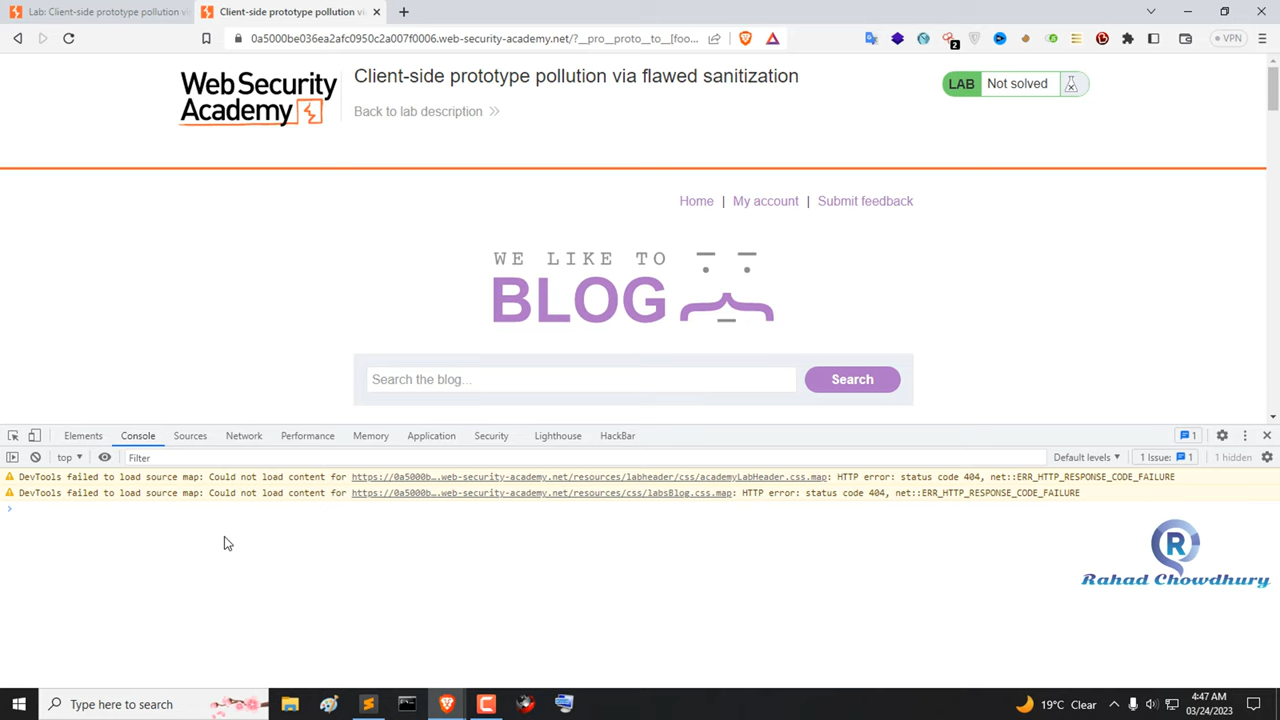 Lab: Client-side prototype pollution vi
Client-side prototype pollution vi
0a5000be036ea2afc0950c2a007f0006.web-security-academy.net/?__pro__proto__to__[foo...
2
VPN
Web Security
Academy
Client-side prototype pollution via flawed sanitization
Back to lab description
LAB
Not solved
Home | My account | Submit feedback
WE LIKE TO
BLOG
Search the blog...
Search
Elements
Console
Sources
Network
Performance
Memory
Application
Security
Lighthouse
HackBar
1
top
Filter
Default levels
1 Issue:
1
1 hidden
DevTools failed to load source map: Could not load content for https://0a5000b….web-security-academy.net/resources/labheader/css/academyLabHeader.css.map: HTTP error: status code 404, net::ERR_HTTP_RESPONSE_CODE_FAILURE
DevTools failed to load source map: Could not load content for https://0a5000b….web-security-academy.net/resources/css/labsBlog.css.map: HTTP error: status code 404, net::ERR_HTTP_RESPONSE_CODE_FAILURE
R
Rahad Chowdhury
Type here to search
19°C Clear
4:47 AM
03/24/2023